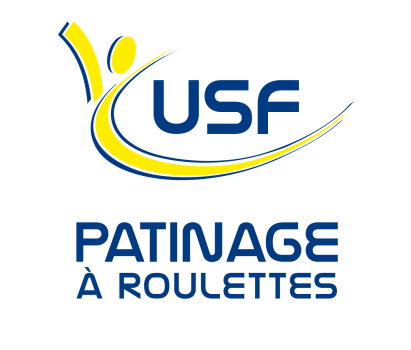 USF
PATINAGE
À ROULETTES